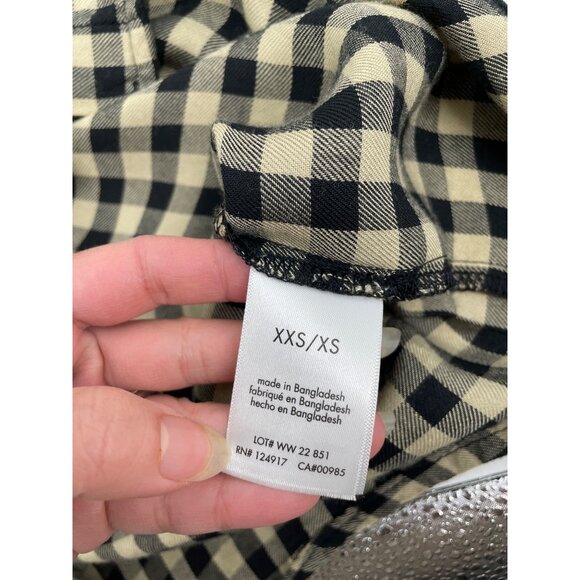 XXS/XS
made in Bangladesh
fabriqué en Bangladesh
hecho en Bangladesh
LOT# WW 22 851
RN# 124917 CA#00985